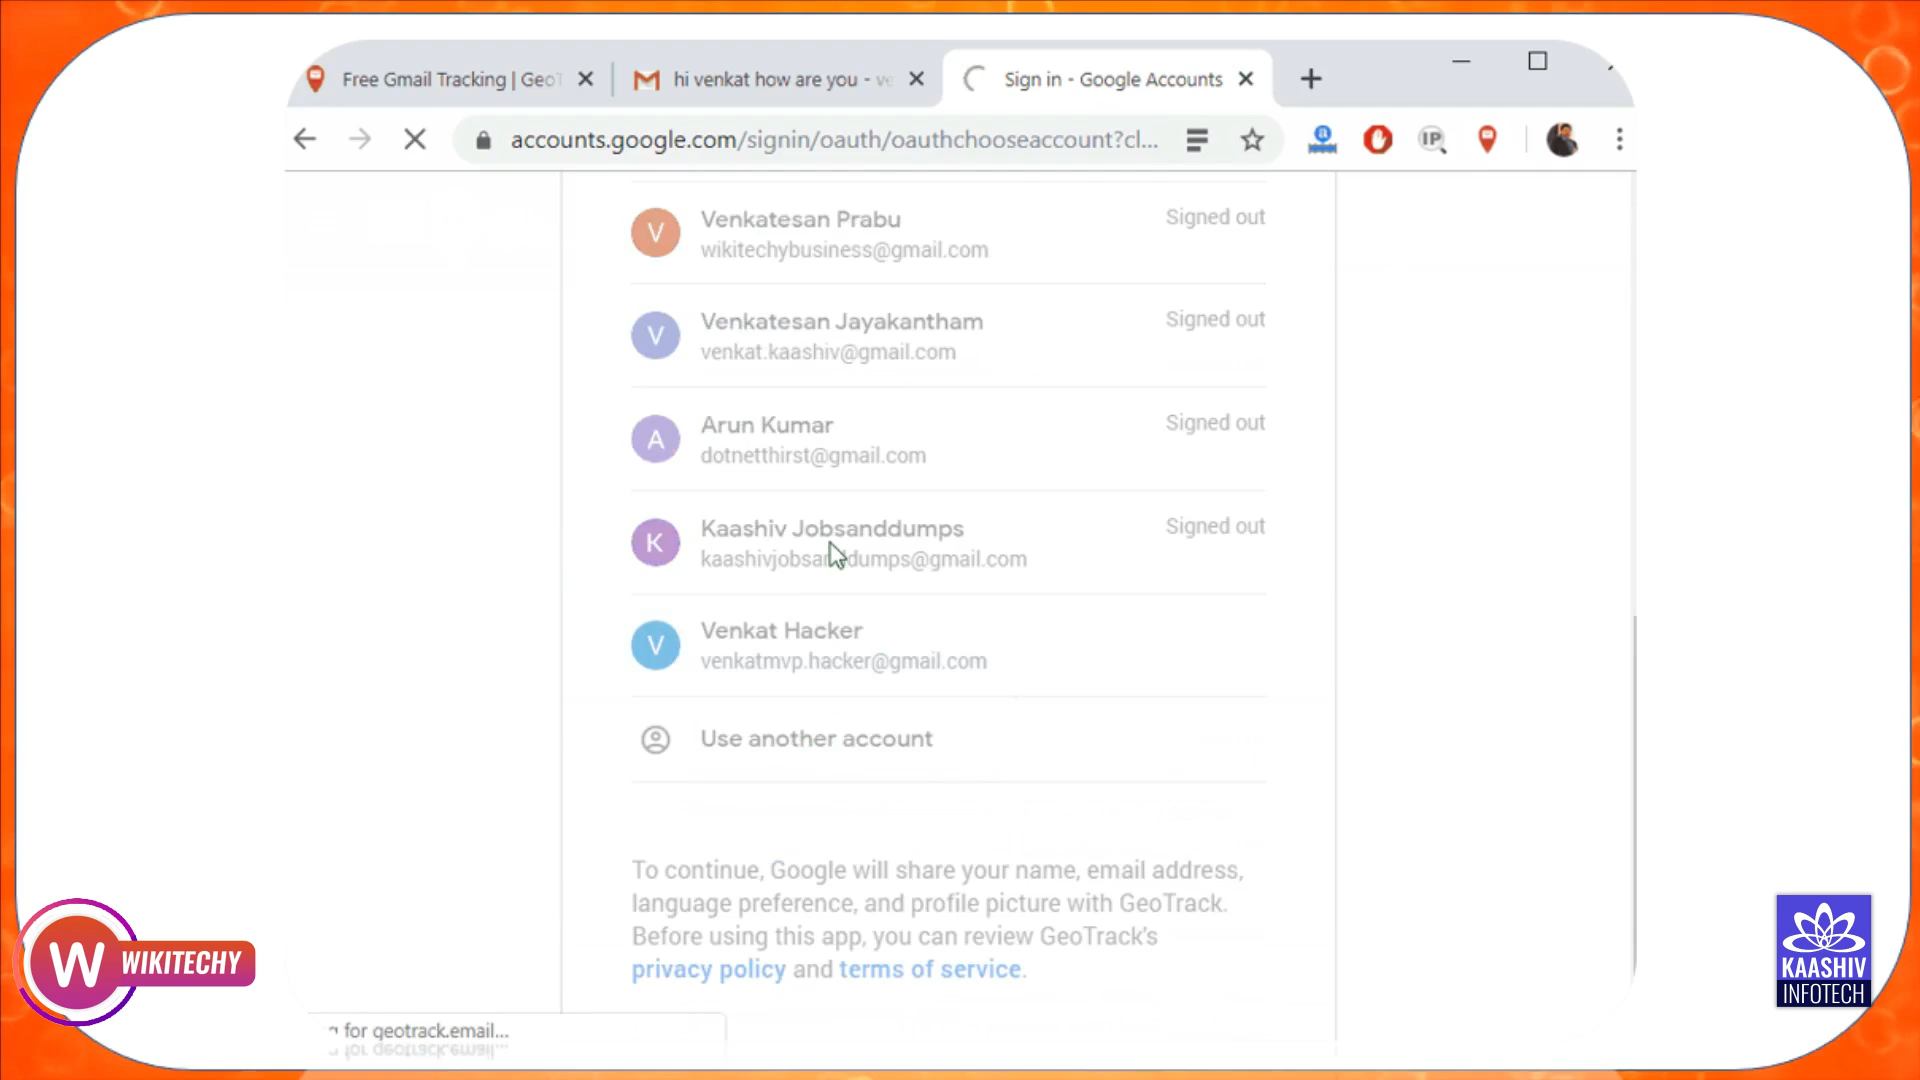 Free Gmail Tracking | Geo
hi venkat how are you - ve
Sign in - Google Accounts
accounts.google.com/signin/oauth/oauthchooseaccount?cl...
IP
V
Venkatesan Prabu
Signed out
wikitechybusiness@gmail.com
V
Venkatesan Jayakantham
Signed out
venkat.kaashiv@gmail.com
A
Arun Kumar
Signed out
dotnetthirst@gmail.com
K
Kaashiv Jobsanddumps
Signed out
kaashivjobsanddumps@gmail.com
V
Venkat Hacker
venkatmvp.hacker@gmail.com
Use another account
To continue, Google will share your name, email address,
language preference, and profile picture with GeoTrack.
Before using this app, you can review GeoTrack's
privacy policy and terms of service.
for geotrack.email...
W WIKITECHY
KAASHIV
INFOTECH